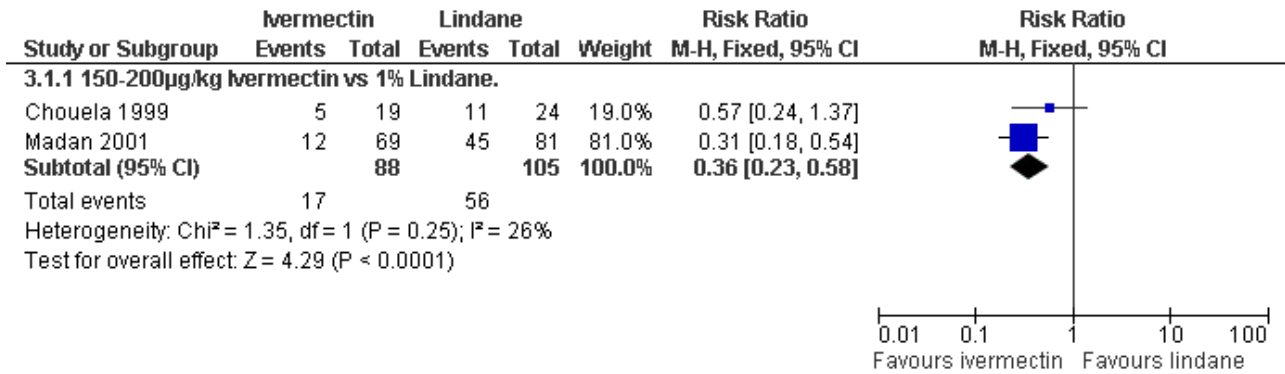 Ivermectin Lindane Risk Ratio Risk Ratio
Study or Subgroup Events Total Events Total Weight M-H, Fixed, 95% CI M-H, Fixed, 95% CI
3.1.1 150-200µg/kg Ivermectin vs 1% Lindane.
Chouela 1999 5 19 11 24 19.0% 0.57 [0.24, 1.37]
Madan 2001 12 69 45 81 81.0% 0.31 [0.18, 0.54]
Subtotal (95% CI) 88 105 100.0% 0.36 [0.23, 0.58]
Total events 17 56
Heterogeneity: Chi² = 1.35, df = 1 (P = 0.25); I² = 26%
Test for overall effect: Z = 4.29 (P < 0.0001)
0.01 0.1 1 10 100
Favours ivermectin Favours lindane